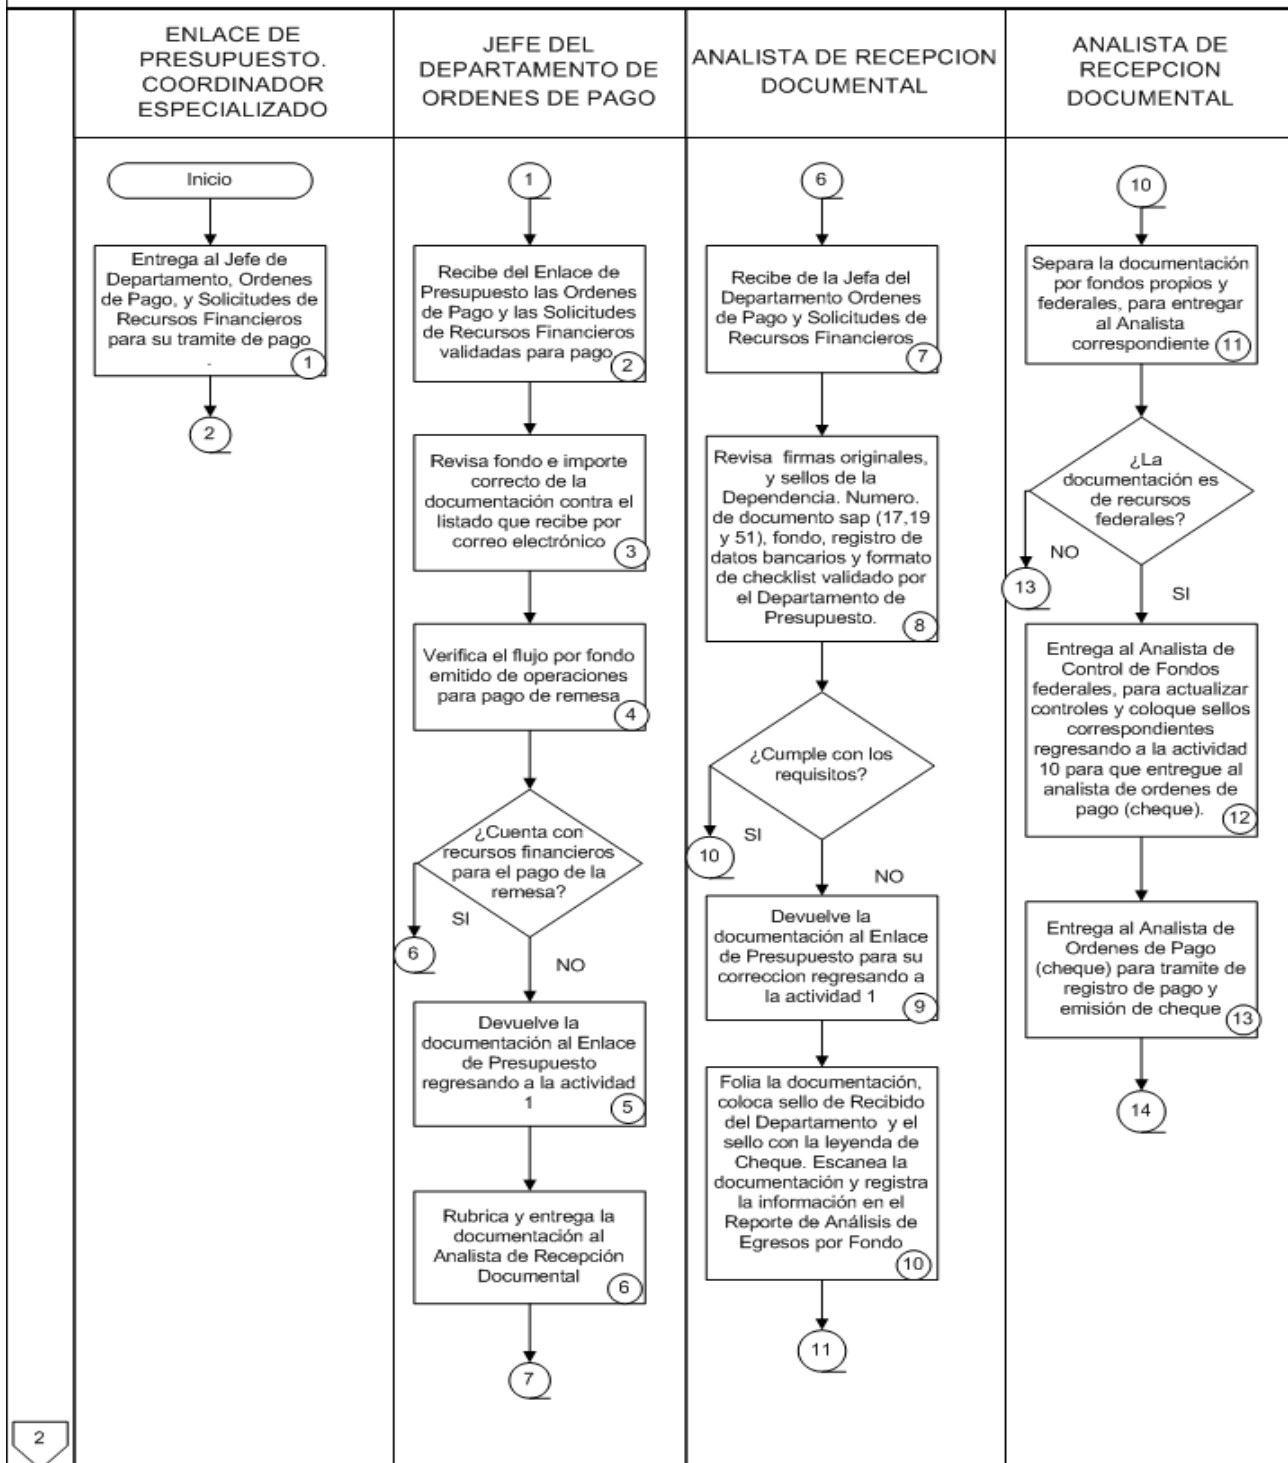 ENLACE DE
PRESUPUESTO.
COORDINADOR
ESPECIALIZADO
JEFE DEL
DEPARTAMENTO DE
ORDENES DE PAGO
ANALISTA DE RECEPCION
DOCUMENTAL
ANALISTA DE
RECEPCION
DOCUMENTAL
Inicio
Entrega al Jefe de
Departamento, Ordenes
de Pago, y Solicitudes de
Recursos Financieros
para su tramite de pago
.
1
2
1
Recibe del Enlace de
Presupuesto las Ordenes
de Pago y las Solicitudes
de Recursos Financieros
validadas para pago
2
Revisa fondo e importe
correcto de la
documentación contra el
listado que recibe por
correo electrónico
3
Verifica el flujo por fondo
emitido de operaciones
para pago de remesa
4
¿Cuenta con
recursos financieros
para el pago de la
remesa?
SI
6
NO
Devuelve la
documentación al Enlace
de Presupuesto
regresando a la actividad
1
5
Rubrica y entrega la
documentación al
Analista de Recepción
Documental
6
7
6
Recibe de la Jefa del
Departamento Ordenes
de Pago y Solicitudes de
Recursos Financieros
7
Revisa firmas originales,
y sellos de la
Dependencia. Numero.
de documento sap (17,19
y 51), fondo, registro de
datos bancarios y formato
de checklist validado por
el Departamento de
Presupuesto.
8
¿Cumple con los
requisitos?
SI
10
NO
Devuelve la
documentación al Enlace
de Presupuesto para su
correccion regresando a
la actividad 1
9
Folia la documentación,
coloca sello de Recibido
del Departamento y el
sello con la leyenda de
Cheque. Escanea la
documentación y registra
la información en el
Reporte de Análisis de
Egresos por Fondo
10
11
10
Separa la documentación
por fondos propios y
federales, para entregar
al Analista
correspondiente
11
¿La
documentación es
de recursos
federales?
NO
13
SI
Entrega al Analista de
Control de Fondos
federales, para actualizar
controles y coloque sellos
correspondientes
regresando a la actividad
10 para que entregue al
analista de ordenes de
pago (cheque).
12
Entrega al Analista de
Ordenes de Pago
(cheque) para tramite de
registro de pago y
emisión de cheque
13
14
2